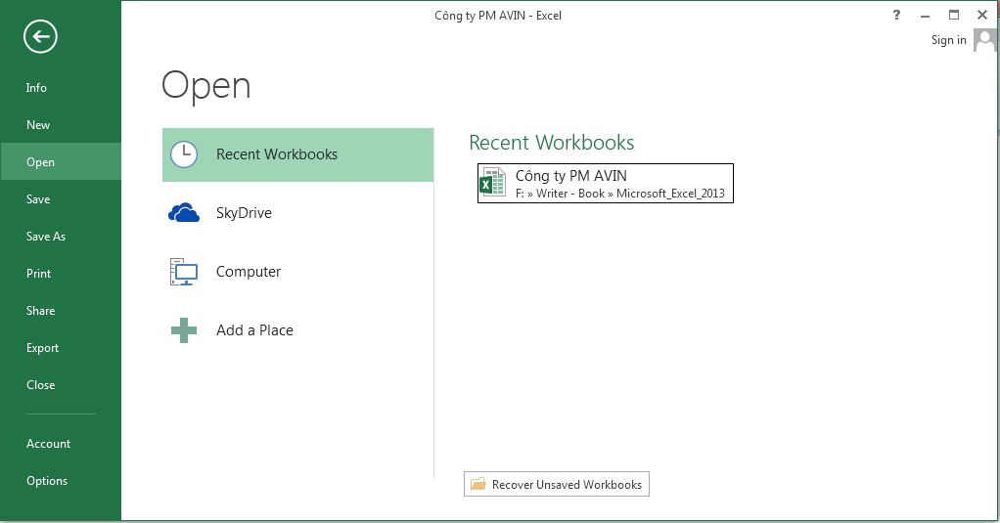 Công ty PM AVIN - Excel
?
Sign in
Info
New
Open
Save
Save As
Print
Share
Export
Close
Account
Options
Open
Recent Workbooks
SkyDrive
Computer
Add a Place
Recent Workbooks
Công ty PM AVIN
F: » Writer - Book » Microsoft_Excel_2013
Recover Unsaved Workbooks